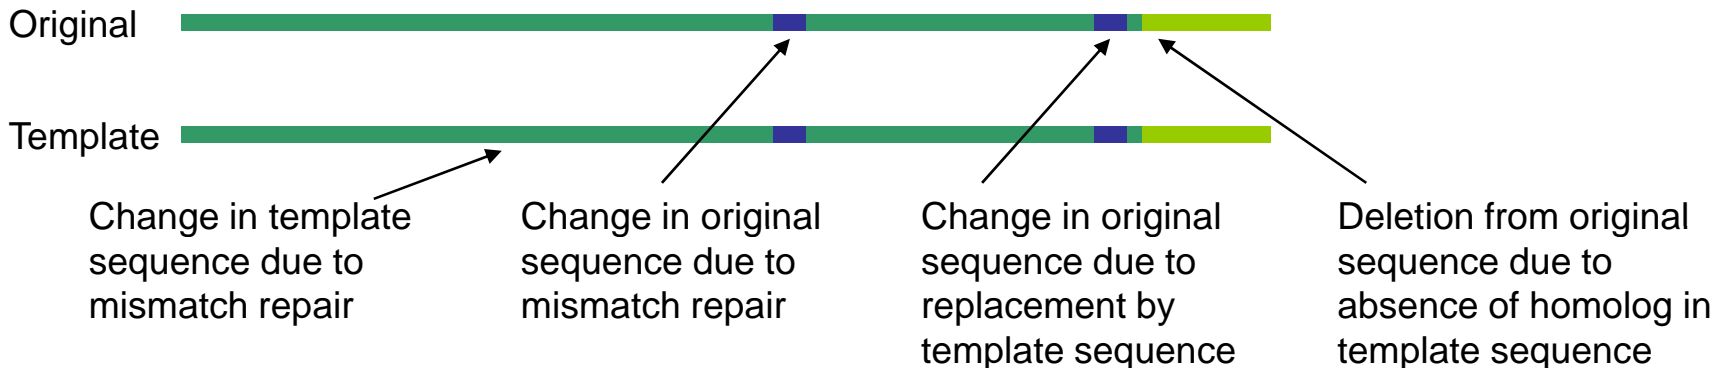 Original
Template
Change in template
sequence due to
mismatch repair
Change in original
sequence due to
mismatch repair
Change in original
sequence due to
replacement by
template sequence
Deletion from original
sequence due to
absence of homolog in
template sequence